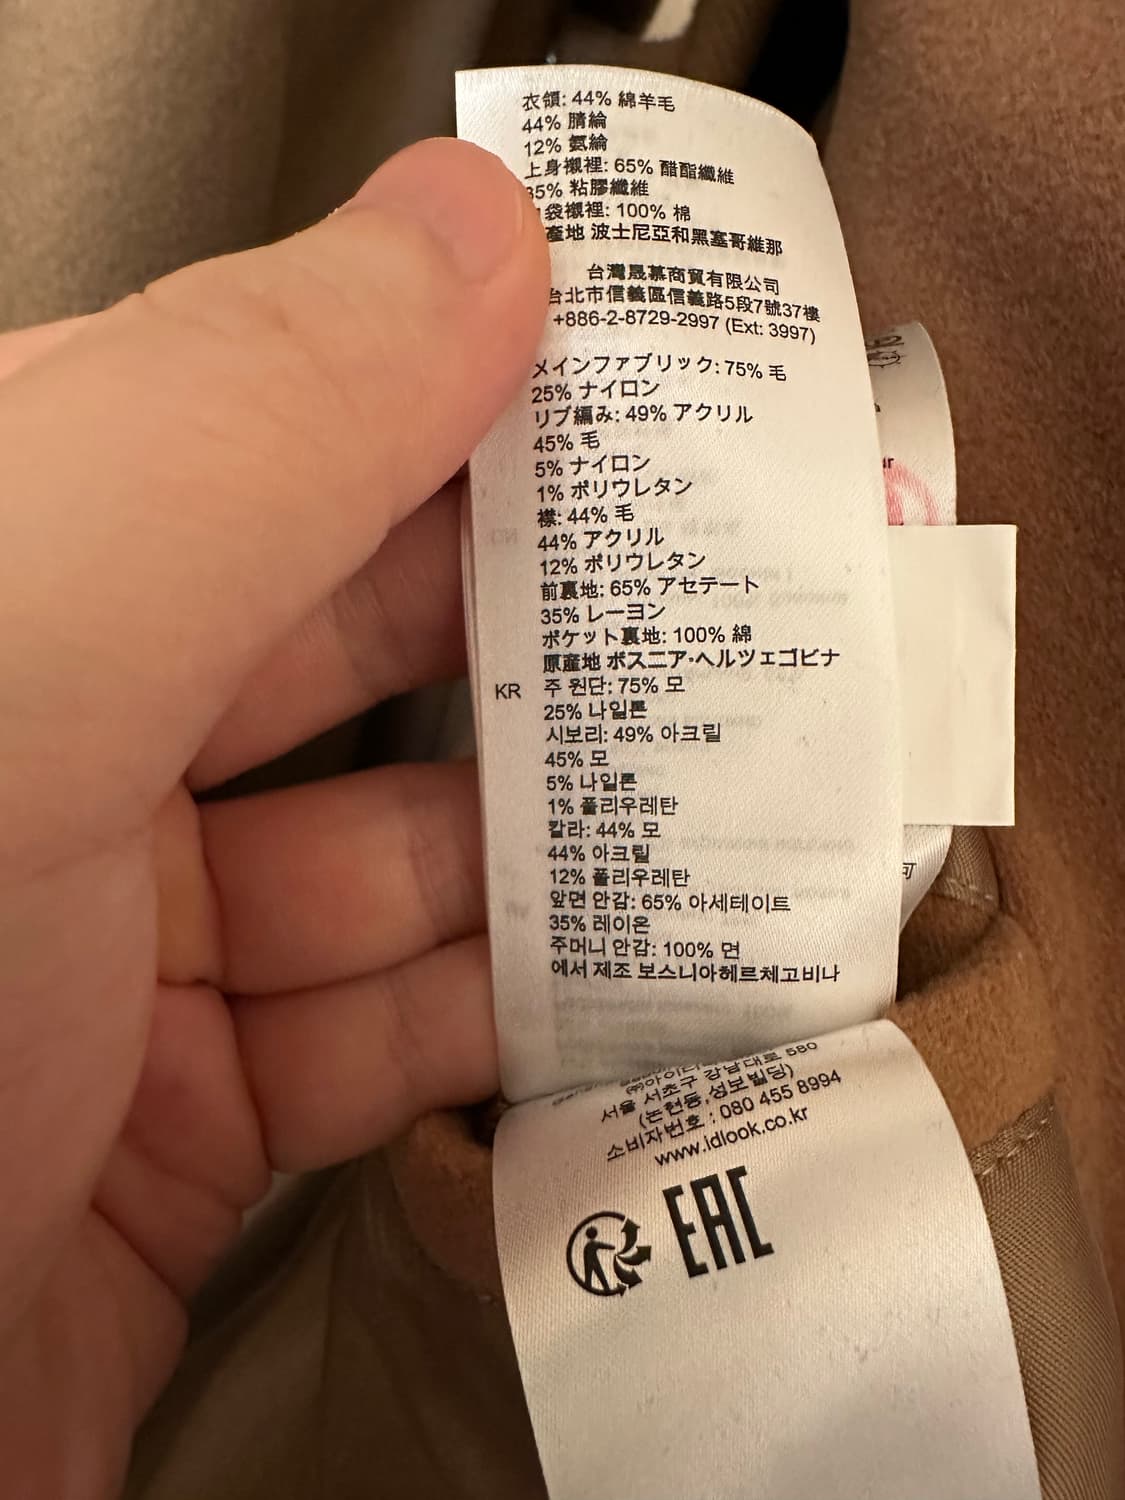 衣領: 44% 綿羊毛
44% 腈綸
12% 氨綸
上身襯裡: 65% 醋酯纖維
35% 粘膠纖維
袋襯裡: 100% 棉
產地 波士尼亞和黑塞哥維那
台灣晟慕商貿有限公司
台北市信義區信義路5段7號37樓
+886-2-8729-2997 (Ext: 3997)
メインファブリック: 75% 毛
25% ナイロン
リブ編み: 49% アクリル
45% 毛
5% ナイロン
1% ポリウレタン
襟: 44% 毛
44% アクリル
12% ポリウレタン
前裏地: 65% アセテート
35% レーヨン
ポケット裏地: 100% 綿
原産地 ボスニア・ヘルツェゴビナ
KR 주 원단: 75% 모
25% 나일론
시보리: 49% 아크릴
45% 모
5% 나일론
1% 폴리우레탄
칼라: 44% 모
44% 아크릴
12% 폴리우레탄
앞면 안감: 65% 아세테이트
35% 레이온
주머니 안감: 100% 면
에서 제조 보스니아헤르체고비나
서울 서초구 강남대로 580
(논현동,성보빌딩)
소비자번호 : 080 455 8994
www.idlook.co.kr
EAC